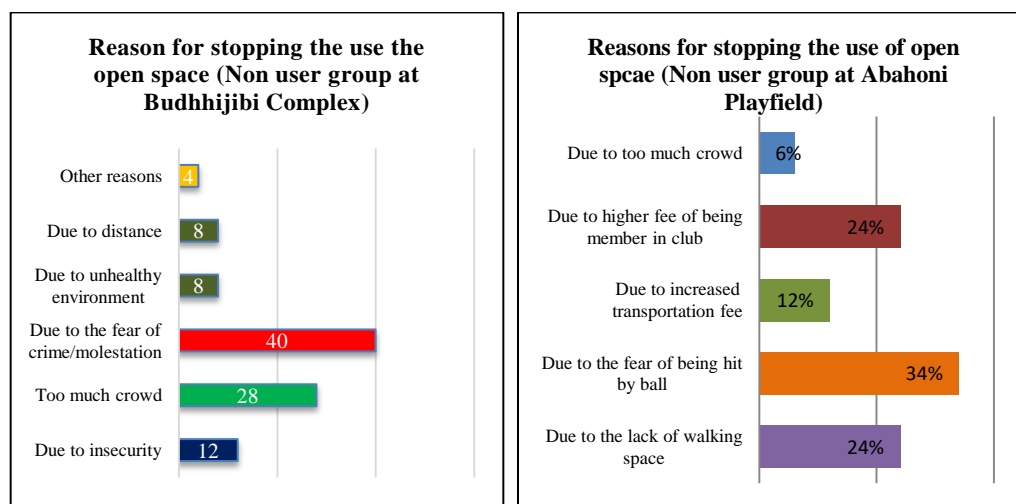 Reason for stopping the use the
open space (Non user group at
Budhhijibi Complex)
Other reasons
4
Due to distance
8
Due to unhealthy
environment
8
Due to the fear of
crime/molestation
40
Too much crowd
28
Due to insecurity
12
Reasons for stopping the use of open
spcae (Non user group at Abahoni
Playfield)
Due to too much crowd
6%
Due to higher fee of being
member in club
24%
Due to increased
transportation fee
12%
Due to the fear of being hit
by ball
34%
Due to the lack of walking
space
24%